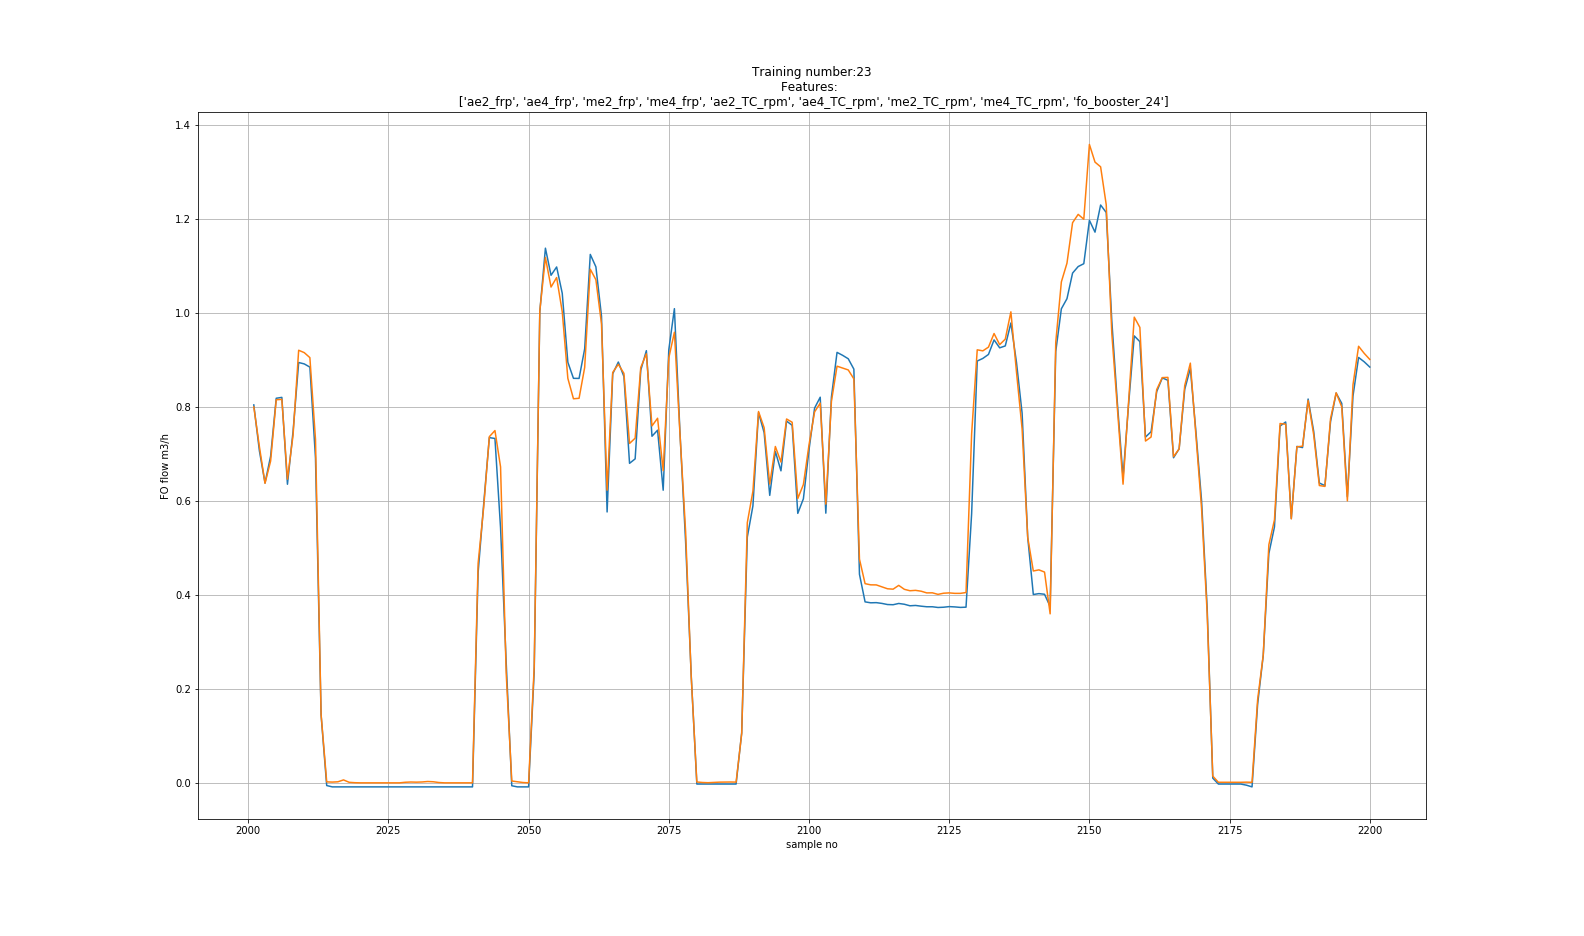 Training number:23
Features:
['ae2_frp', 'ae4_frp', 'me2_frp', 'me4_frp', 'ae2_TC_rpm', 'ae4_TC_rpm', 'me2_TC_rpm', 'me4_TC_rpm', 'fo_booster_24']
1.4
1.2
1.0
0.8
0.6
0.4
0.2
0.0
FO flow m3/h
2000 2025 2050 2075 2100 2125 2150 2175 2200
sample no